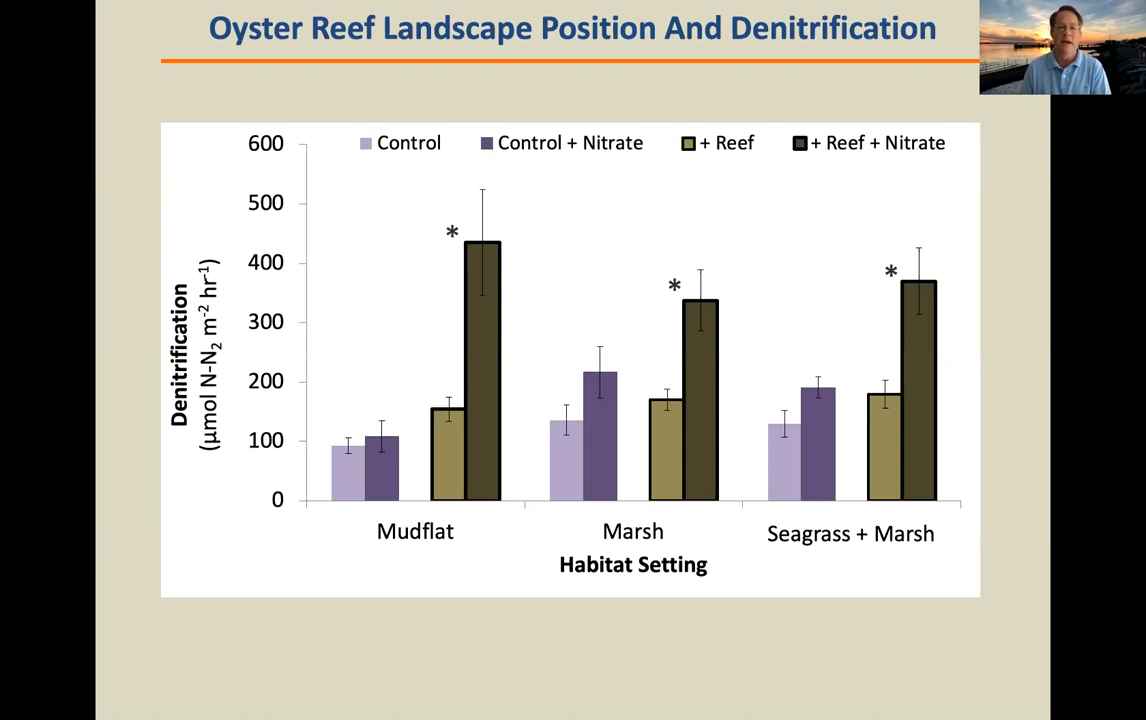 Oyster Reef Landscape Position And Denitrification
Control
Control + Nitrate
+ Reef
+ Reef + Nitrate
600
500
400
300
200
100
0
*
*
*
Denitrification
(µmol N-N₂ m⁻² hr⁻¹)
Mudflat
Marsh
Seagrass + Marsh
Habitat Setting